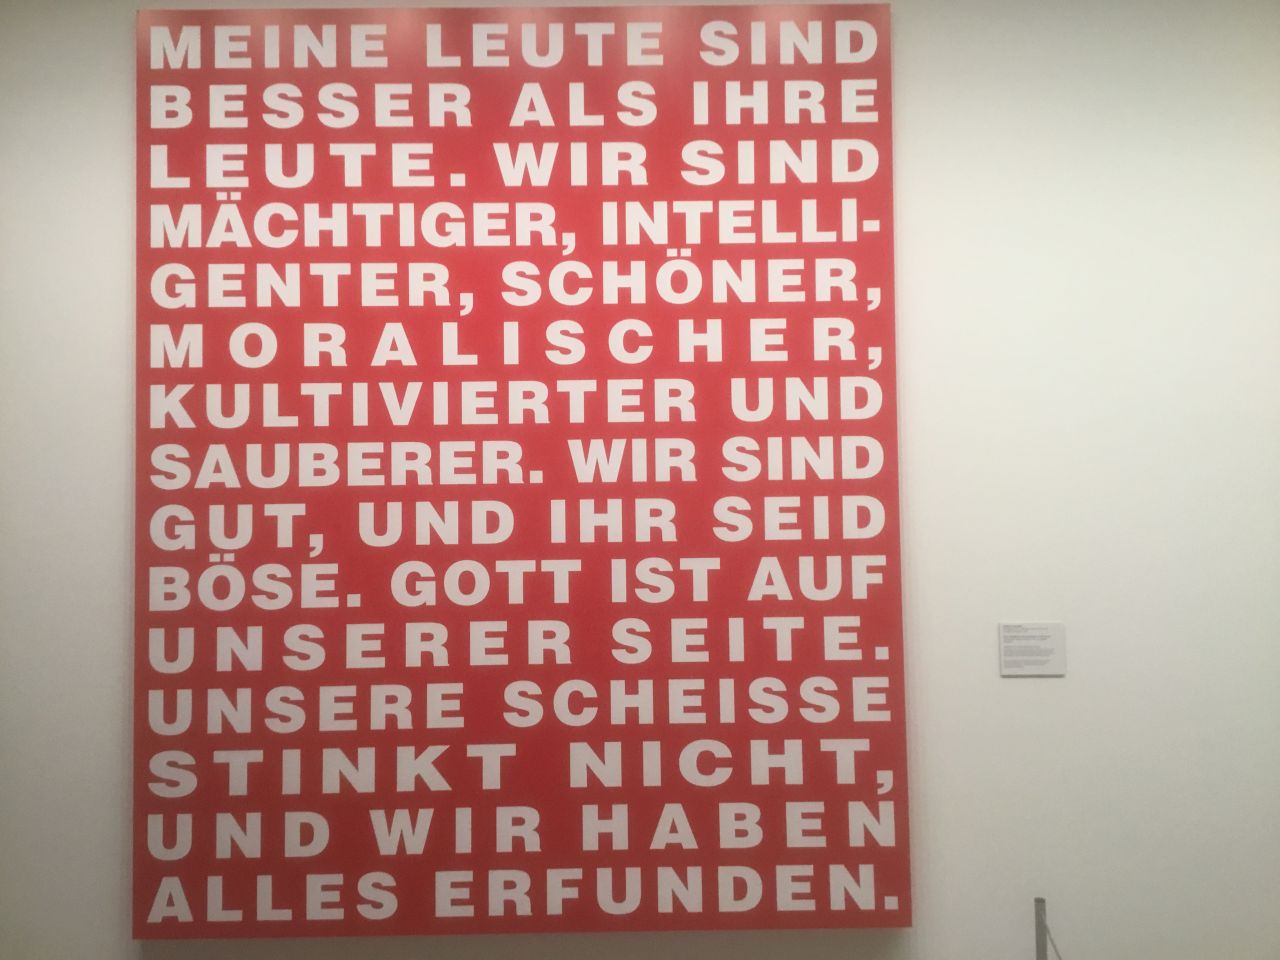 MEINE LEUTE SIND
BESSER ALS IHRE
LEUTE. WIR SIND
MÄCHTIGER, INTELLI-
GENTER, SCHÖNER,
MORALISCHER,
KULTIVIERTER UND
SAUBERER. WIR SIND
GUT, UND IHR SEID
BÖSE. GOTT IST AUF
UNSERER SEITE.
UNSERE SCHEISSE
STINKT NICHT,
UND WIR HABEN
ALLES ERFUNDEN.